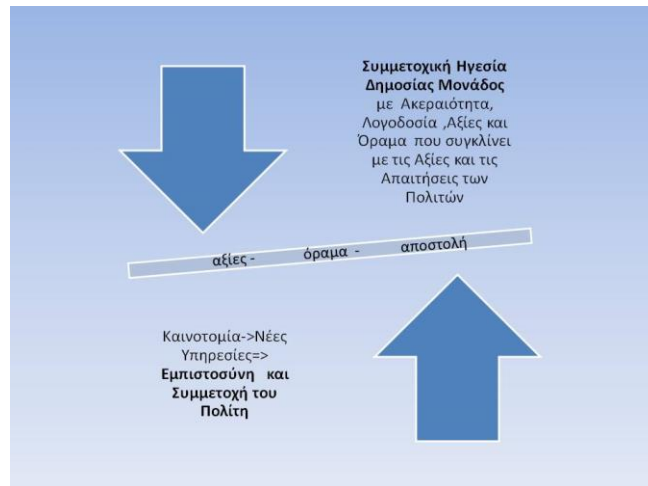 Συμμετοχική Ηγεσία
Δημοσίας Μονάδος
με Ακεραιότητα,
Λογοδοσία ,Αξίες και
Όραμα που συγκλίνει
με τις Αξίες και τις
Απαιτήσεις των
Πολιτών
αξίες - όραμα - αποστολή
Καινοτομία->Νέες
Υπηρεσίες=>
Εμπιστοσύνη και
Συμμετοχή του
Πολίτη